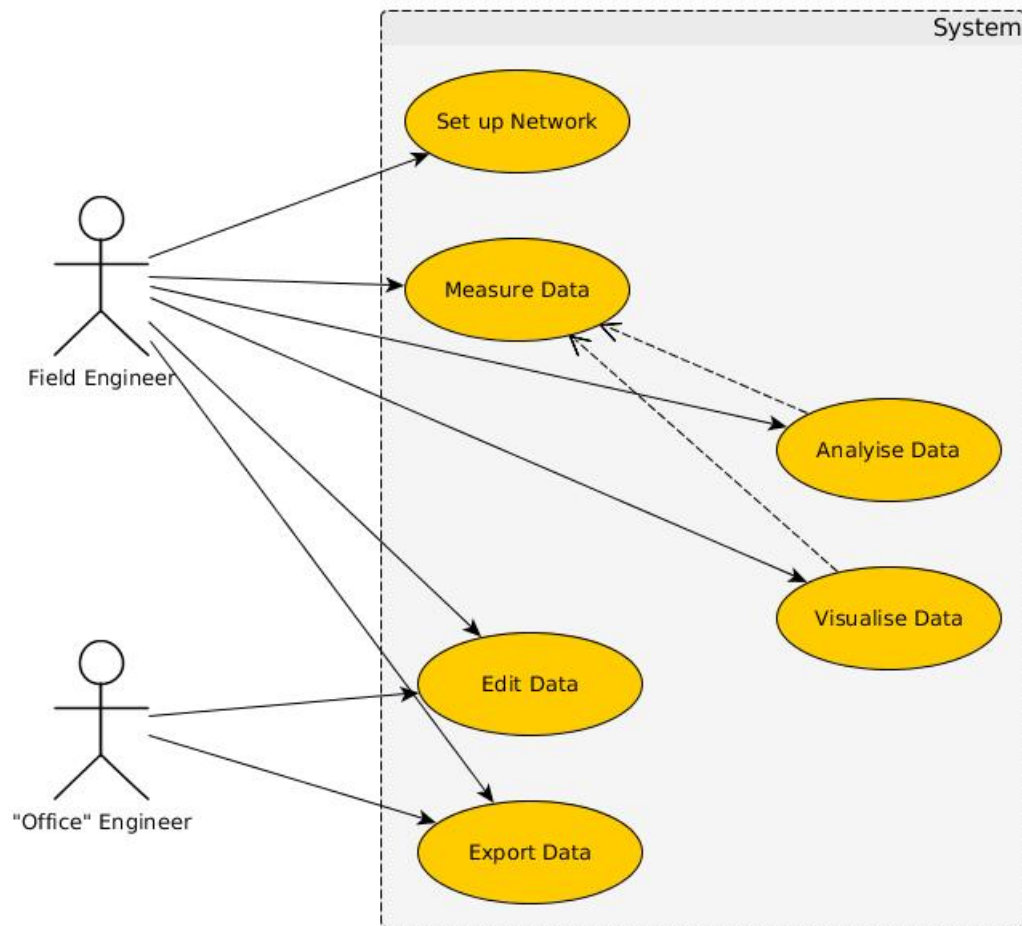 System
Set up Network
Measure Data
Field Engineer
Analyise Data
Visualise Data
Edit Data
"Office" Engineer
Export Data